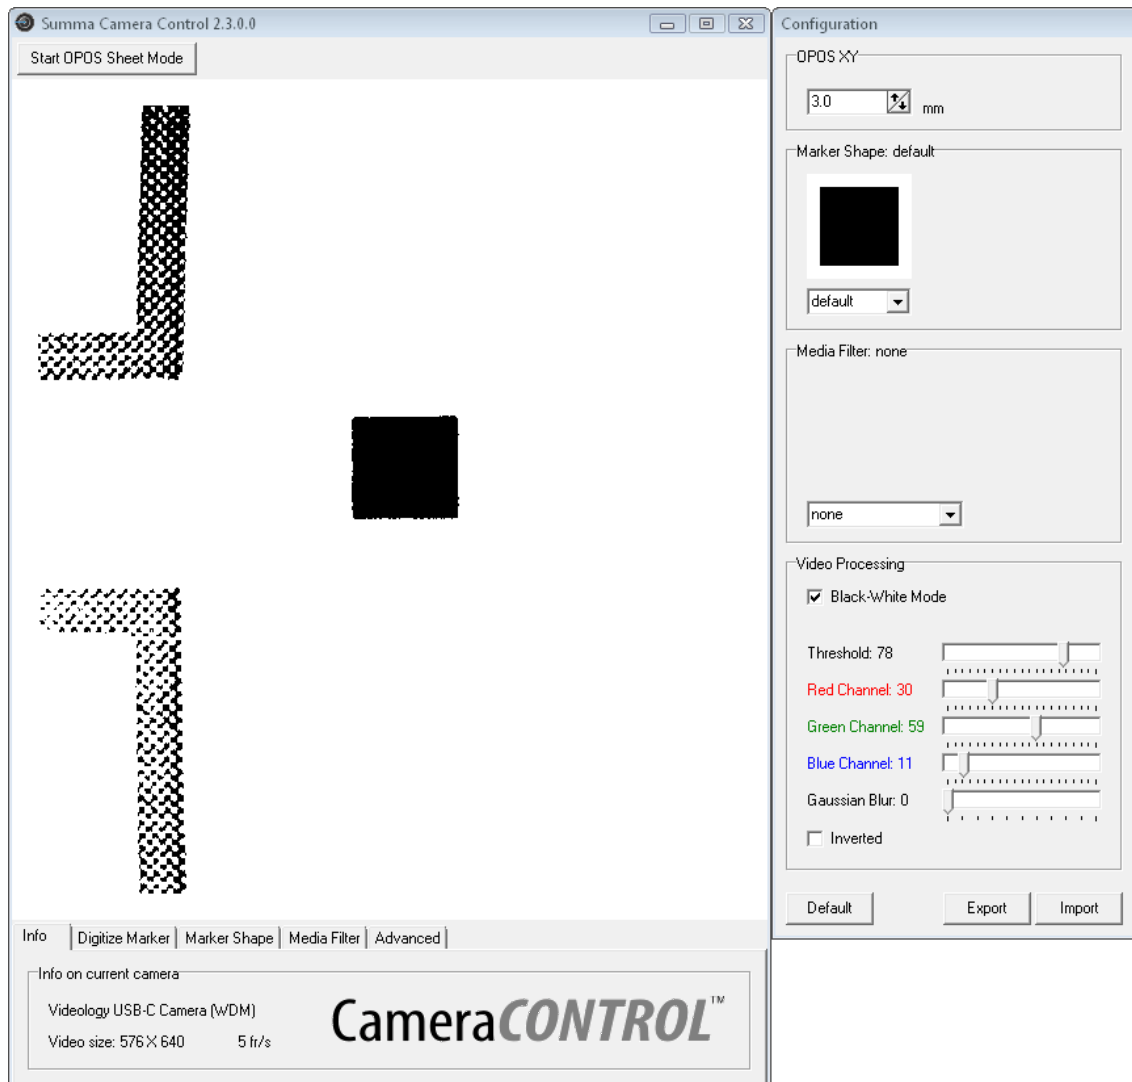 Summa Camera Control 2.3.0.0
Start OPOS Sheet Mode
Info
Digitize Marker
Marker Shape
Media Filter
Advanced
Info on current camera
Videology USB-C Camera (WDM)
Video size: 576 X 640 5 fr/s
CameraCONTROL™
Configuration
OPOS XY
3.0 mm
Marker Shape: default
default
Media Filter: none
none
Video Processing
Black-White Mode
Threshold: 78
Red Channel: 30
Green Channel: 59
Blue Channel: 11
Gaussian Blur: 0
Inverted
Default Export Import